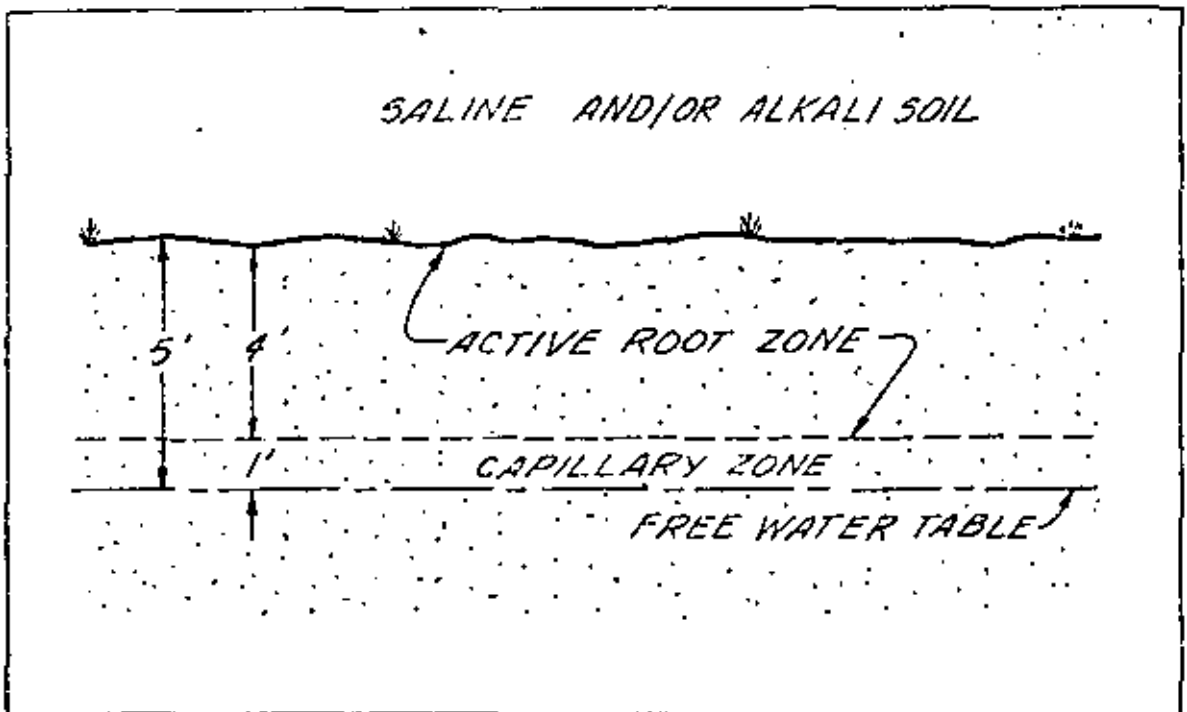 SALINE AND/OR ALKALI SOIL
5' 4'
ACTIVE ROOT ZONE
1'
CAPILLARY ZONE
FREE WATER TABLE